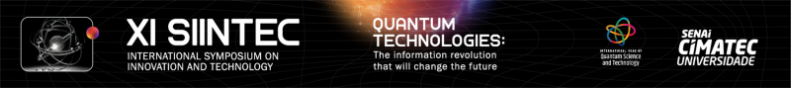 XI SIINTEC
INTERNATIONAL SYMPOSIUM ON
INNOVATION AND TECHNOLOGY
QUANTUM
TECHNOLOGIES:
The information revolution
that will change the future
INTERNATIONAL YEAR OF
Quantum Science
and Technology
SENAI
CIMATEC
UNIVERSIDADE